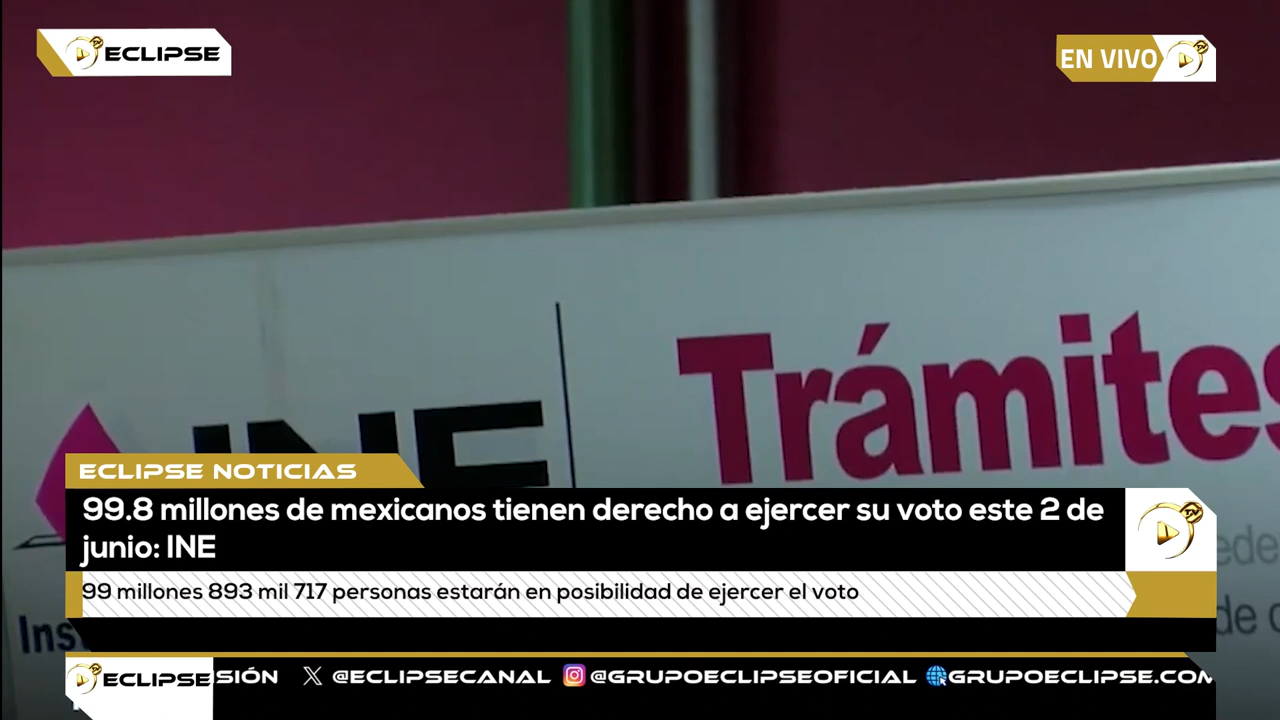 ECLIPSE
EN VIVO
INE
Trámites
ECLIPSE NOTICIAS
99.8 millones de mexicanos tienen derecho a ejercer su voto este 2 de
junio: INE
99 millones 893 mil 717 personas estarán en posibilidad de ejercer el voto
ECLIPSE
@ECLIPSECANAL @GRUPOECLIPSEOFICIAL GRUPOECLIPSE.COM